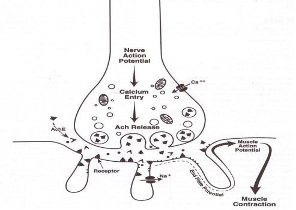 Nerve
Action
Potential
Ca++
Calcium
Entry
Ach Release
AchE
Receptor
Na+
End Plate Potential
Muscle
Action
Potential
Muscle
Contraction